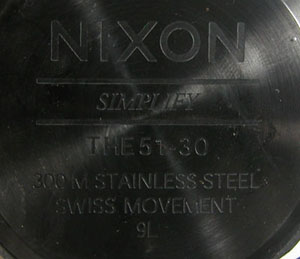 NIXON
SIMPLIFY
THE 51-30
300 M STAINLESS STEEL
SWISS MOVEMENT
9L